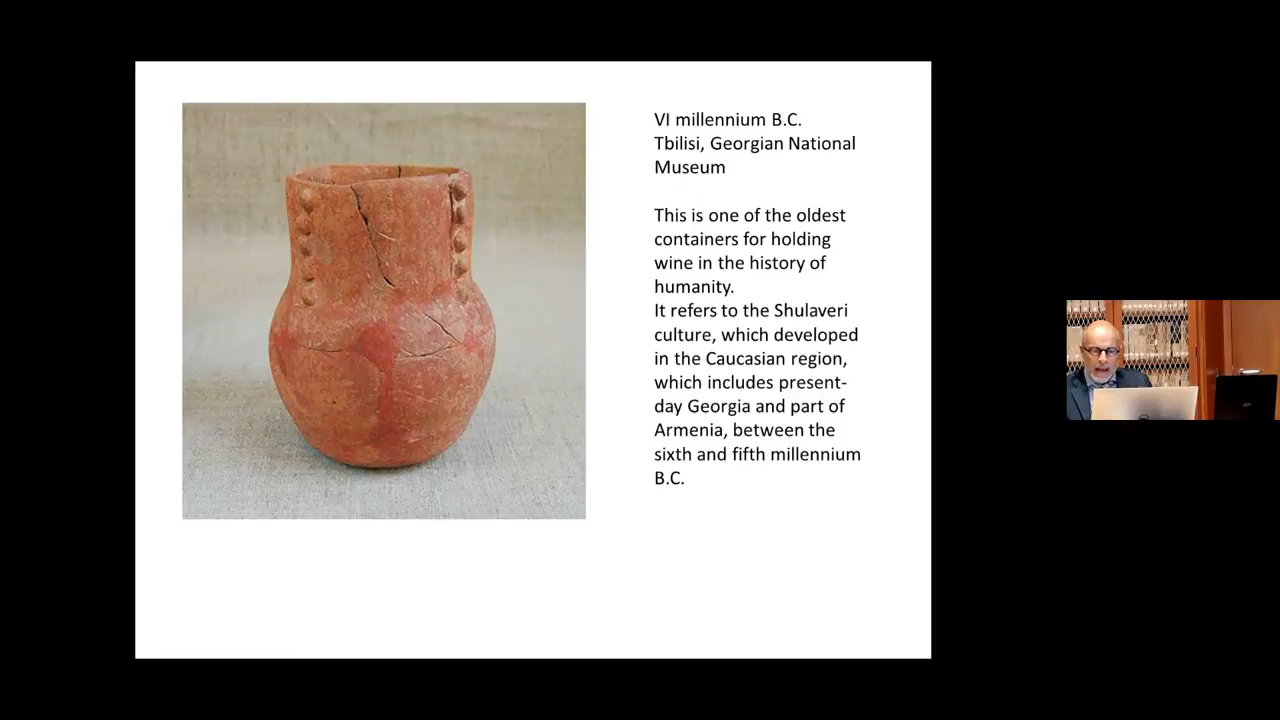 VI millennium B.C.
Tbilisi, Georgian National
Museum
This is one of the oldest
containers for holding
wine in the history of
humanity.
It refers to the Shulaveri
culture, which developed
in the Caucasian region,
which includes present-
day Georgia and part of
Armenia, between the
sixth and fifth millennium
B.C.